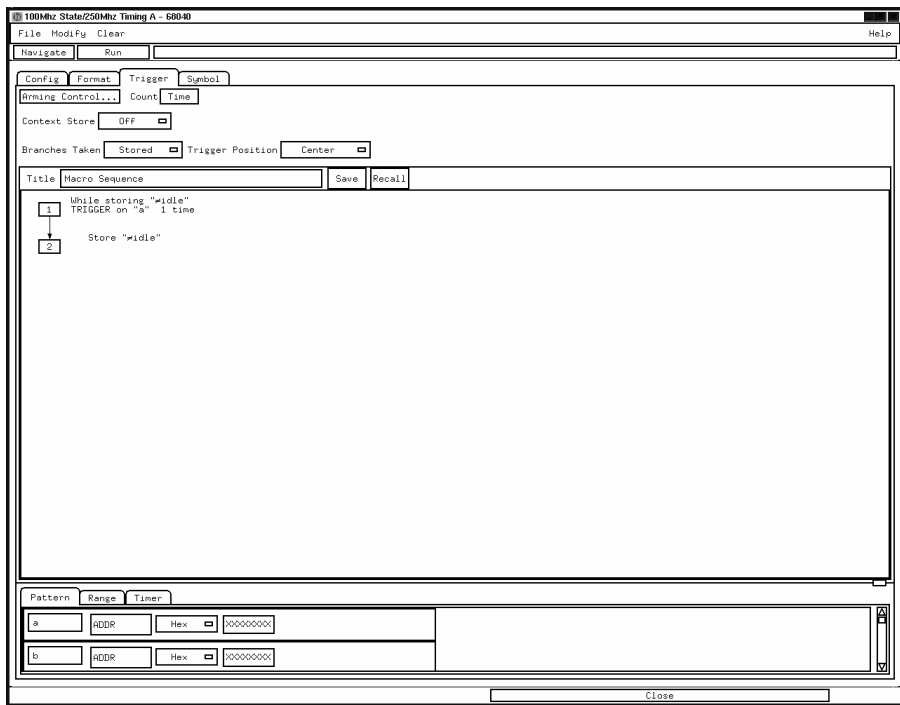 100Mhz State/250Mhz Timing A - 68040
File Modify Clear Help
Navigate Run
Config Format Trigger Symbol
Arming Control... Count Time
Context Store Off
Branches Taken Stored Trigger Position Center
Title Macro Sequence Save Recall
While storing "≠idle"
1 TRIGGER on "a" 1 time
2 Store "≠idle"
Pattern Range Timer
a ADDR Hex XXXXXXXX
b ADDR Hex XXXXXXXX
Close